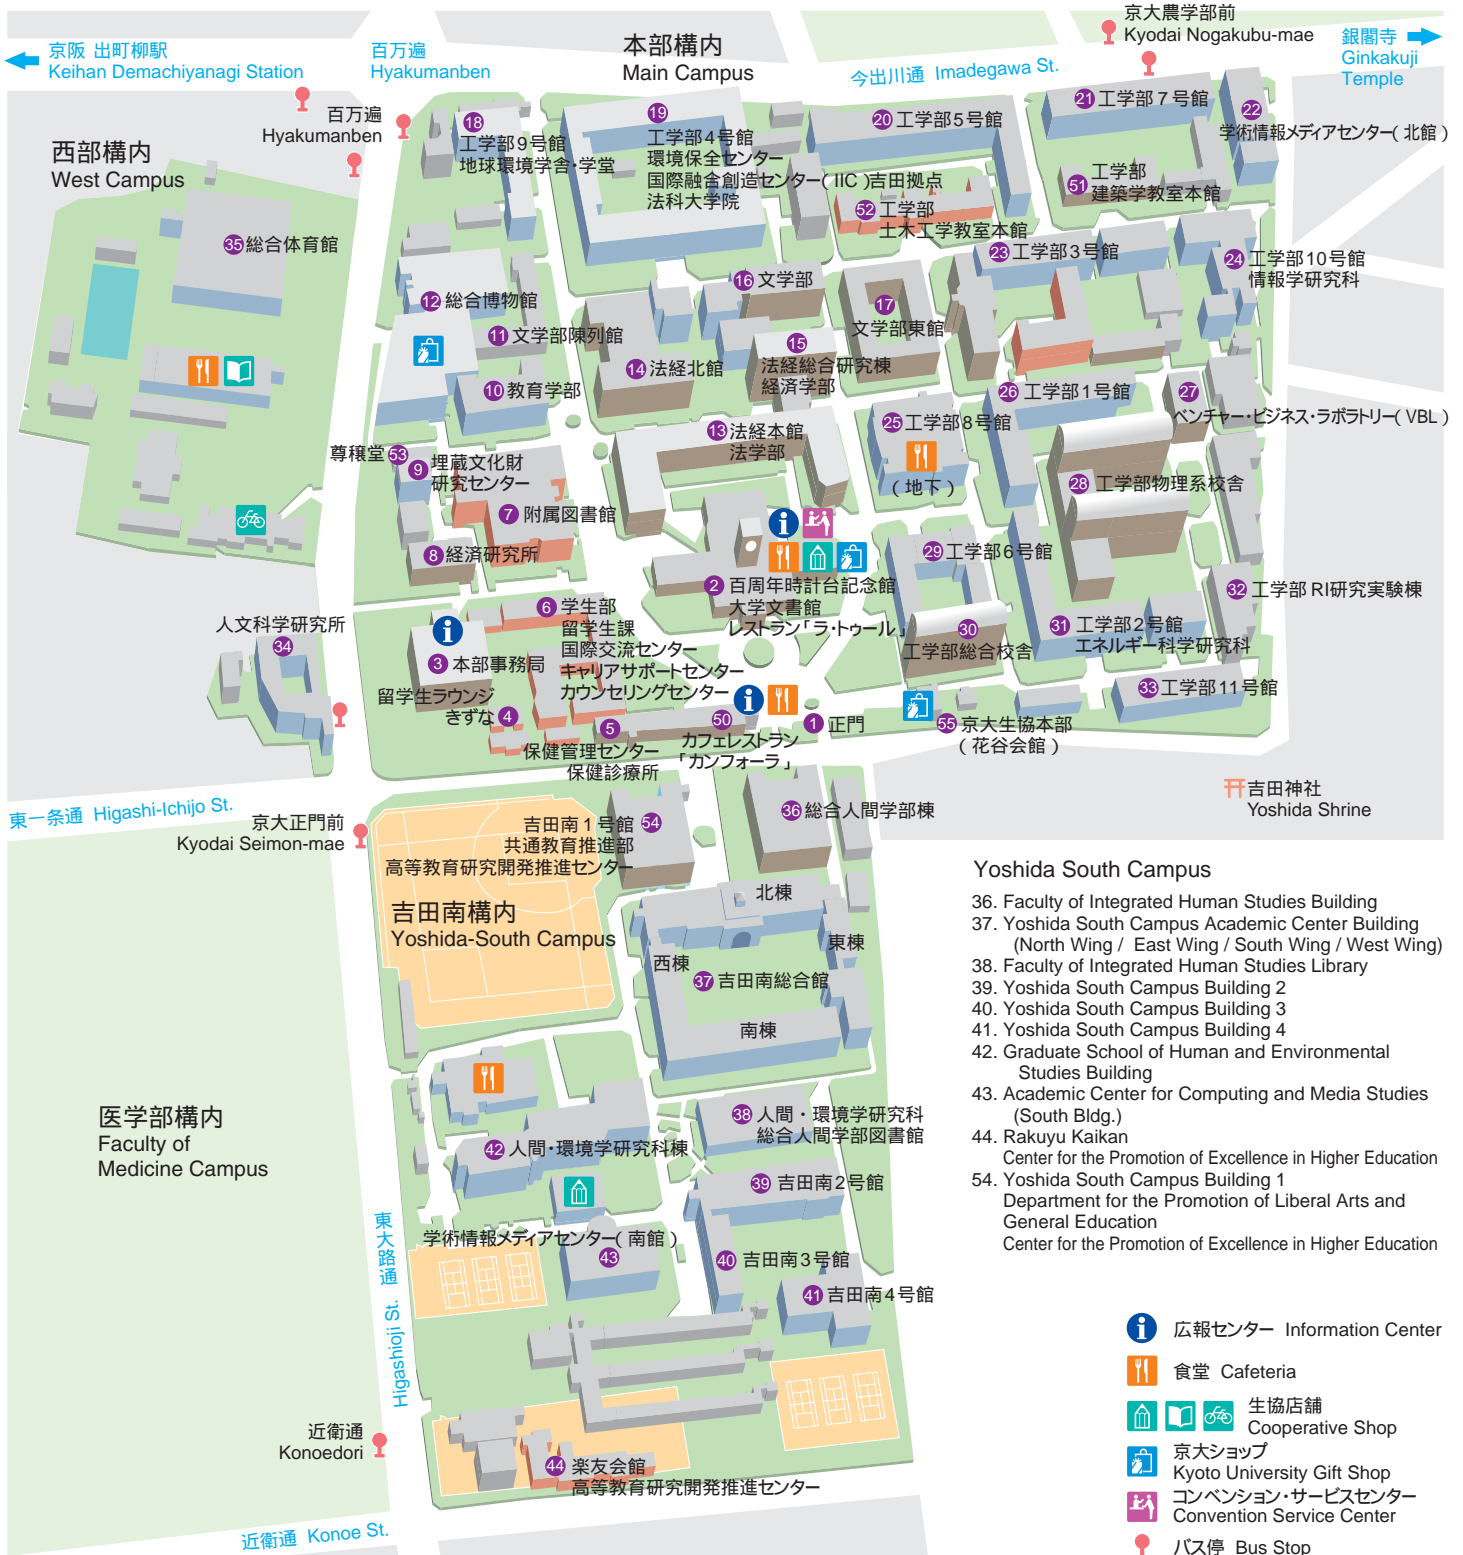 京阪 出町柳駅
Keihan Demachiyanagi Station
百万遍
Hyakumanben
本部構内
Main Campus
京大農学部前
Kyodai Nogakubu-mae
今出川通 Imadegawa St.
銀閣寺
Ginkakuji
Temple
百万遍
Hyakumanben
西部構内
West Campus
18
工学部9号館
地球環境学舎・学堂
19
工学部4号館
環境保全センター
国際融合創造センター(IIC)吉田拠点
法科大学院
20 工学部5号館
21 工学部7号館
22
学術情報メディアセンター(北館)
51 工学部
建築学教室本館
52 工学部
土木工学教室本館
35 総合体育館
23 工学部3号館
24 工学部10号館
情報学研究科
12 総合博物館
16 文学部
17
文学部東館
11 文学部陳列館
15
法経総合研究棟
経済学部
14 法経北館
10 教育学部
26 工学部1号館
27
ベンチャー・ビジネス・ラボラトリー(VBL)
13 法経本館
法学部
25 工学部8号館
(地下)
尊穣堂 53
9 埋蔵文化財
研究センター
28 工学部物理系校舎
7 附属図書館
8 経済研究所
29 工学部6号館
2 百周年時計台記念館
大学文書館
レストラン「ラ・トゥール」
32 工学部 RI研究実験棟
6 学生部
留学生課
国際交流センター
キャリアサポートセンター
カウンセリングセンター
人文科学研究所
34
3 本部事務局
30
工学部総合校舎
31 工学部2号館
エネルギー科学研究科
留学生ラウンジ
きずな 4
33 工学部11号館
5
保健管理センター
保健診療所
50
カフェレストラン
「カンフォーラ」
1 正門
55 京大生協本部
(花谷会館)
東一条通 Higashi-Ichijo St.
吉田神社
Yoshida Shrine
京大正門前
Kyodai Seimon-mae
吉田南1号館 54
共通教育推進部
高等教育研究開発推進センター
36 総合人間学部棟
吉田南構内
Yoshida-South Campus
北棟
東棟
西棟
37 吉田南総合館
南棟
Yoshida South Campus
36. Faculty of Integrated Human Studies Building
37. Yoshida South Campus Academic Center Building
(North Wing / East Wing / South Wing / West Wing)
38. Faculty of Integrated Human Studies Library
39. Yoshida South Campus Building 2
40. Yoshida South Campus Building 3
41. Yoshida South Campus Building 4
42. Graduate School of Human and Environmental
Studies Building
43. Academic Center for Computing and Media Studies
(South Bldg.)
44. Rakuyu Kaikan
Center for the Promotion of Excellence in Higher Education
54. Yoshida South Campus Building 1
Department for the Promotion of Liberal Arts and
General Education
Center for the Promotion of Excellence in Higher Education
医学部構内
Faculty of
Medicine Campus
38 人間・環境学研究科
総合人間学部図書館
42 人間・環境学研究科棟
39 吉田南2号館
学術情報メディアセンター(南館)
43
40 吉田南3号館
41 吉田南4号館
東大路通 Higashioji St.
近衛通
Konoedori
44 楽友会館
高等教育研究開発推進センター
近衛通 Konoe St.
広報センター Information Center
食堂 Cafeteria
生協店舗
Cooperative Shop
京大ショップ
Kyoto University Gift Shop
コンベンション・サービスセンター
Convention Service Center
バス停 Bus Stop